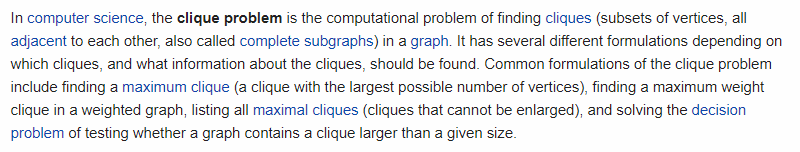 In computer science, the clique problem is the computational problem of finding cliques (subsets of vertices, all
adjacent to each other, also called complete subgraphs) in a graph. It has several different formulations depending on
which cliques, and what information about the cliques, should be found. Common formulations of the clique problem
include finding a maximum clique (a clique with the largest possible number of vertices), finding a maximum weight
clique in a weighted graph, listing all maximal cliques (cliques that cannot be enlarged), and solving the decision
problem of testing whether a graph contains a clique larger than a given size.